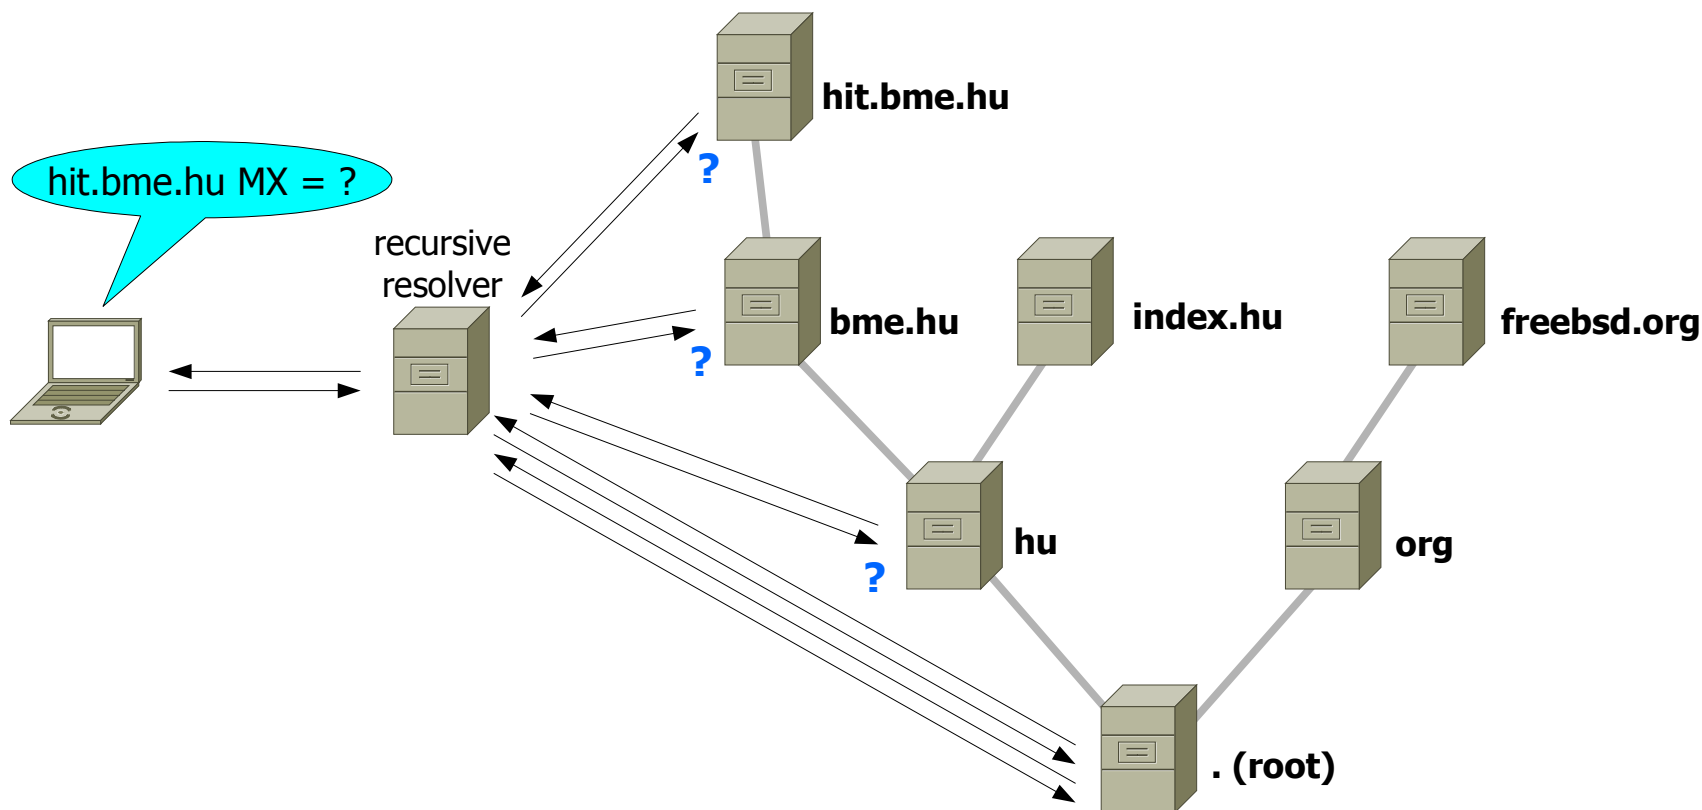 hit.bme.hu
?
hit.bme.hu MX = ?
recursive
resolver
bme.hu
?
index.hu
freebsd.org
hu
?
org
. (root)